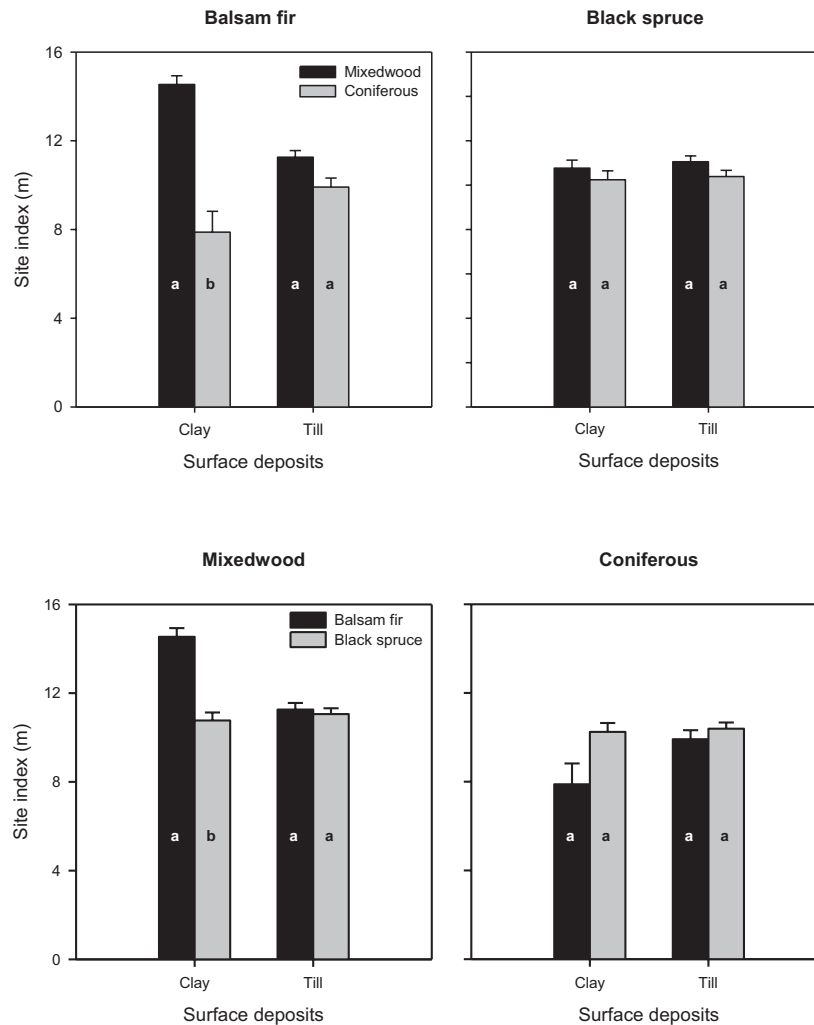 Balsam fir
Black spruce
16
12
8
4
0
Site index (m)
Mixedwood
Coniferous
a
b
a
a
a
a
a
a
Clay
Till
Clay
Till
Surface deposits
Surface deposits
Mixedwood
Coniferous
16
12
8
4
0
Site index (m)
Balsam fir
Black spruce
a
b
a
a
a
a
a
a
Clay
Till
Clay
Till
Surface deposits
Surface deposits